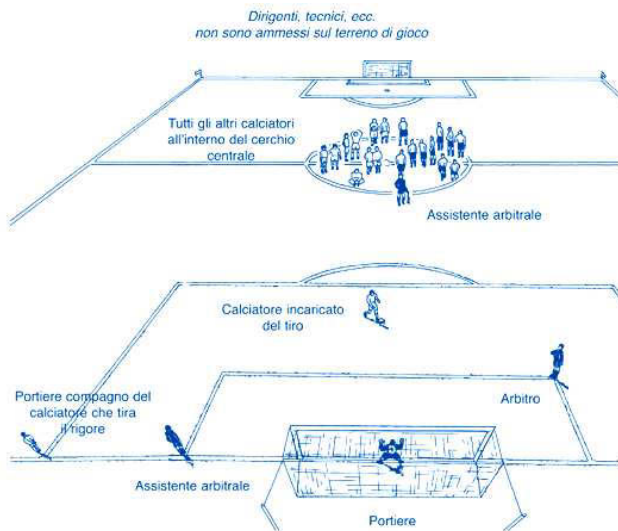 Dirigenti, tecnici, ecc.
non sono ammessi sul terreno di gioco
Tutti gli altri calciatori
all'interno del cerchio
centrale
Assistente arbitrale
Calciatore incaricato
del tiro
Portiere compagno del
calciatore che tira
il rigore
Arbitro
Assistente arbitrale
Portiere